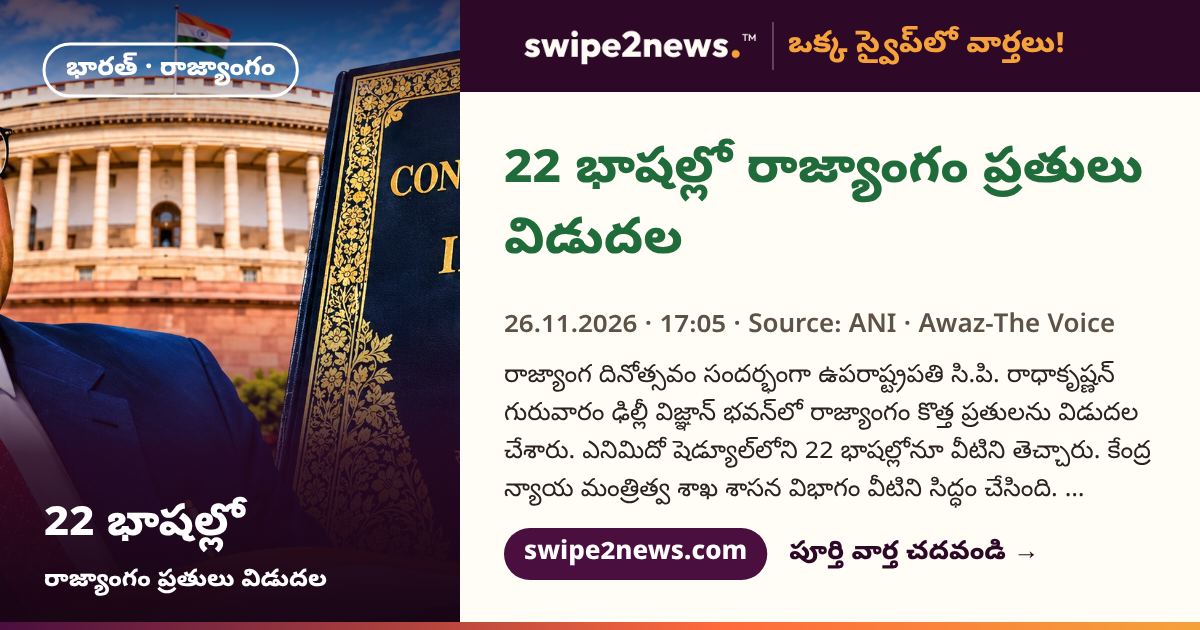 భారత్ · రాజ్యాంగం
CON
I
22 భాషల్లో
రాజ్యాంగం ప్రతులు విడుదల
swipe2news.™ | ఒక్క స్వైప్‌లో వార్తలు!
22 భాషల్లో రాజ్యాంగం ప్రతులు
విడుదల
26.11.2026 · 17:05 · Source: ANI · Awaz-The Voice
రాజ్యాంగ దినోత్సవం సందర్భంగా ఉపరాష్ట్రపతి సి.పి. రాధాకృష్ణన్
గురువారం ఢిల్లీ విజ్ఞాన్ భవన్‌లో రాజ్యాంగం కొత్త ప్రతులను విడుదల
చేశారు. ఎనిమిదో షెడ్యూల్‌లోని 22 భాషల్లోనూ వీటిని తెచ్చారు. కేంద్ర
న్యాయ మంత్రిత్వ శాఖ శాసన విభాగం వీటిని సిద్ధం చేసింది. ...
swipe2news.com పూర్తి వార్త చదవండి →